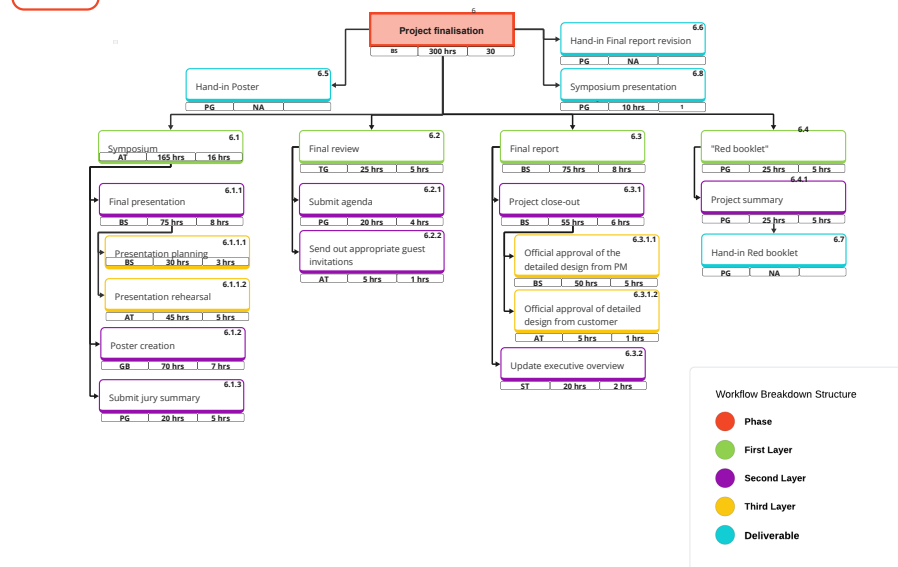 6
Project finalisation
BS 300 hrs 30
6.6
Hand-in Final report revision
PG NA
6.5
Hand-in Poster
PG NA
6.8
Symposium presentation
PG 10 hrs 1
6.1
Symposium
AT 165 hrs 16 hrs
6.1.1
Final presentation
BS 75 hrs 8 hrs
6.1.1.1
Presentation planning
BS 30 hrs 3 hrs
6.1.1.2
Presentation rehearsal
AT 45 hrs 5 hrs
6.1.2
Poster creation
GB 70 hrs 7 hrs
6.1.3
Submit jury summary
PG 20 hrs 5 hrs
6.2
Final review
TG 25 hrs 5 hrs
6.2.1
Submit agenda
PG 20 hrs 4 hrs
6.2.2
Send out appropriate guest
invitations
AT 5 hrs 1 hrs
6.3
Final report
BS 75 hrs 8 hrs
6.3.1
Project close-out
BS 55 hrs 6 hrs
6.3.1.1
Official approval of the
detailed design from PM
BS 50 hrs 5 hrs
6.3.1.2
Official approval of detailed
design from customer
AT 5 hrs 1 hrs
6.3.2
Update executive overview
ST 20 hrs 2 hrs
6.4
"Red booklet"
PG 25 hrs 5 hrs
6.4.1
Project summary
PG 25 hrs 5 hrs
6.7
Hand-in Red booklet
PG NA
Workflow Breakdown Structure
Phase
First Layer
Second Layer
Third Layer
Deliverable